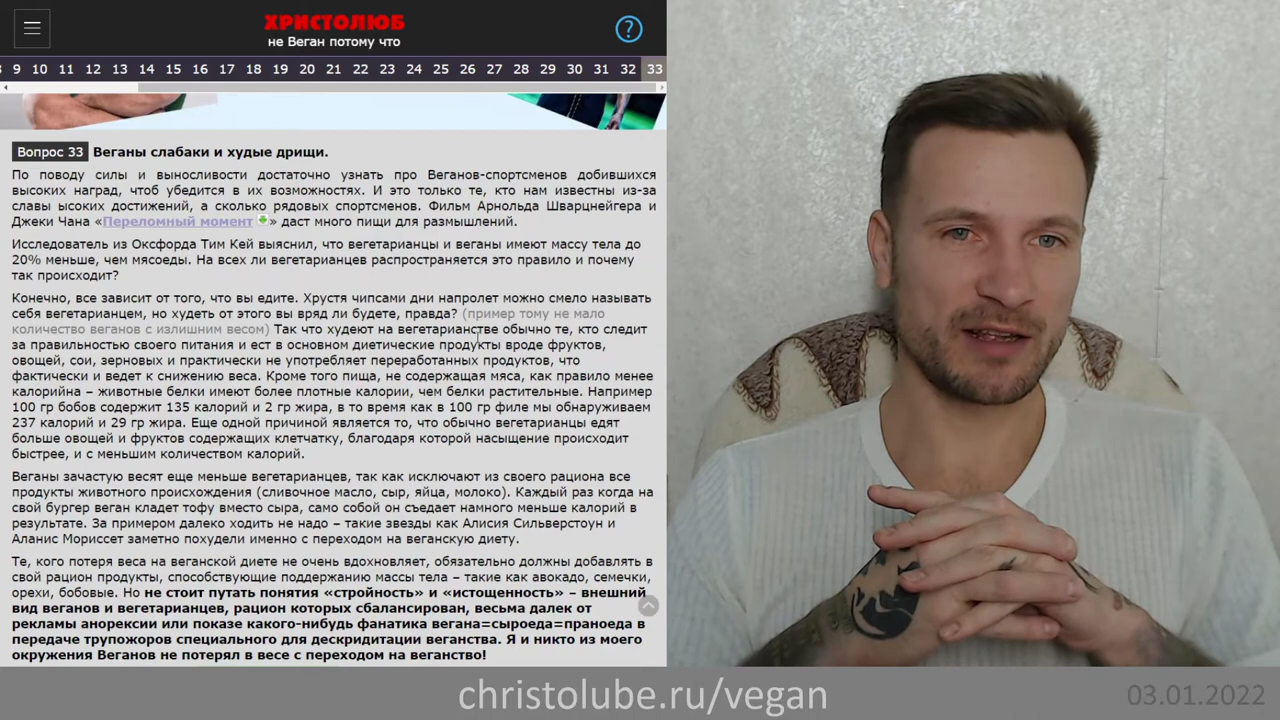 ХРИСТОЛЮБ
не Веган потому что
?
8 9 10 11 12 13 14 15 16 17 18 19 20 21 22 23 24 25 26 27 28 29 30 31 32 33
Вопрос 33 Веганы слабаки и худые дрищи.
По поводу силы и выносливости достаточно узнать про Веганов-спортсменов добившихся
высоких наград, чтоб убедится в их возможностях. И это только те, кто нам известны из-за
славы ысоких достижений, а сколько рядовых спортсменов. Фильм Арнольда Шварцнейгера и
Джеки Чана «Переломный момент» даст много пищи для размышлений.
Исследователь из Оксфорда Тим Кей выяснил, что вегетарианцы и веганы имеют массу тела до
20% меньше, чем мясоеды. На всех ли вегетарианцев распространяется это правило и почему
так происходит?
Конечно, все зависит от того, что вы едите. Хрустя чипсами дни напролет можно смело называть
себя вегетарианцем, но худеть от этого вы вряд ли будете, правда? (пример тому не мало
количество веганов с излишним весом) Так что худеют на вегетарианстве обычно те, кто следит
за правильностью своего питания и ест в основном диетические продукты вроде фруктов,
овощей, сои, зерновых и практически не употребляет переработанных продуктов, что
фактически и ведет к снижению веса. Кроме того пища, не содержащая мяса, как правило менее
калорийна – животные белки имеют более плотные калории, чем белки растительные. Например
100 гр бобов содержит 135 калорий и 2 гр жира, в то время как в 100 гр филе мы обнаруживаем
237 калорий и 29 гр жира. Еще одной причиной является то, что обычно вегетарианцы едят
больше овощей и фруктов содержащих клетчатку, благодаря которой насыщение происходит
быстрее, и с меньшим количеством калорий.
Веганы зачастую весят еще меньше вегетарианцев, так как исключают из своего рациона все
продукты животного происхождения (сливочное масло, сыр, яйца, молоко). Каждый раз когда на
свой бургер веган кладет тофу вместо сыра, само собой он съедает намного меньше калорий в
результате. За примером далеко ходить не надо – такие звезды как Алисия Сильверстоун и
Аланис Мориссет заметно похудели именно с переходом на веганскую диету.
Те, кого потеря веса на веганской диете не очень вдохновляет, обязательно должны добавлять в
свой рацион продукты, способствующие поддержанию массы тела – такие как авокадо, семечки,
орехи, бобовые. Но не стоит путать понятия «стройность» и «истощенность» – внешний
вид веганов и вегетарианцев, рацион которых сбалансирован, весьма далек от
рекламы анорексии или показе какого-нибудь фанатика вегана=сыроеда=праноеда в
передаче трупожоров специального для дескридитации веганства. Я и никто из моего
окружения Веганов не потерял в весе с переходом на веганство!
christolube.ru/vegan
03.01.2022